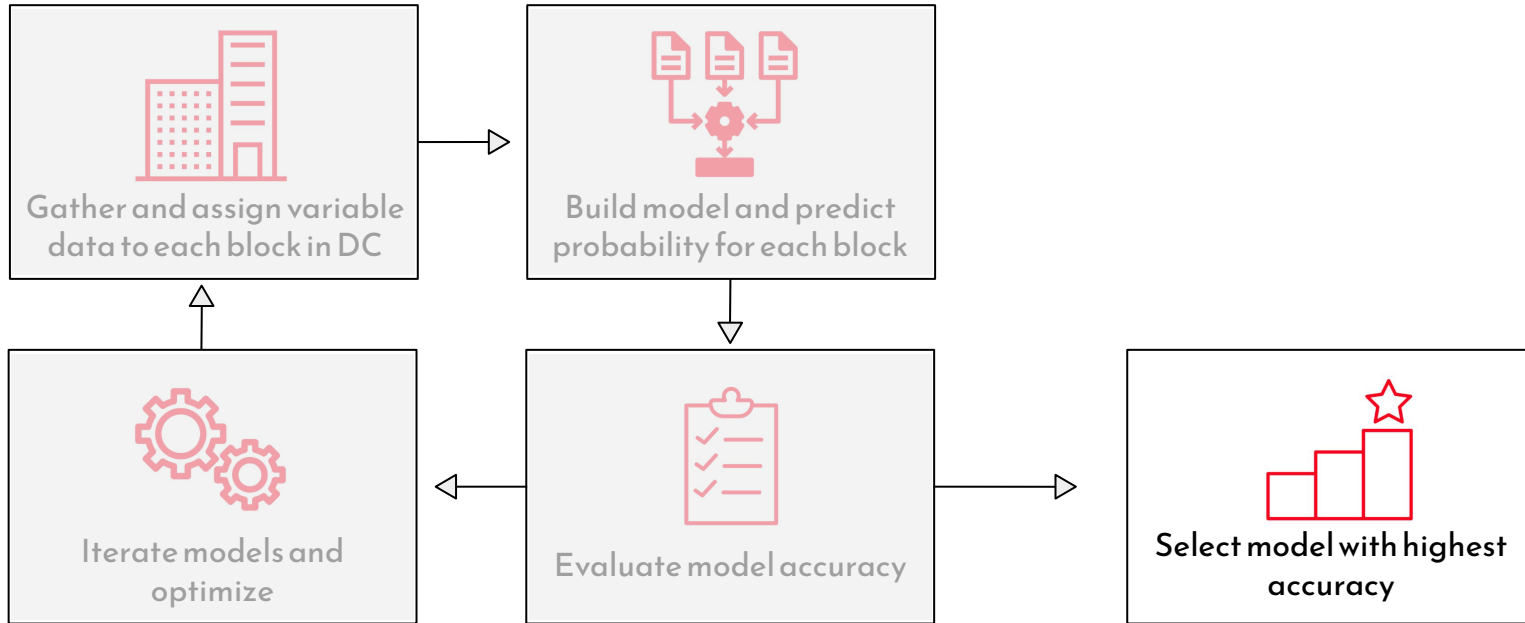 Gather and assign variable
data to each block in DC
Build model and predict
probability for each block
Iterate models and
optimize
Evaluate model accuracy
Select model with highest
accuracy